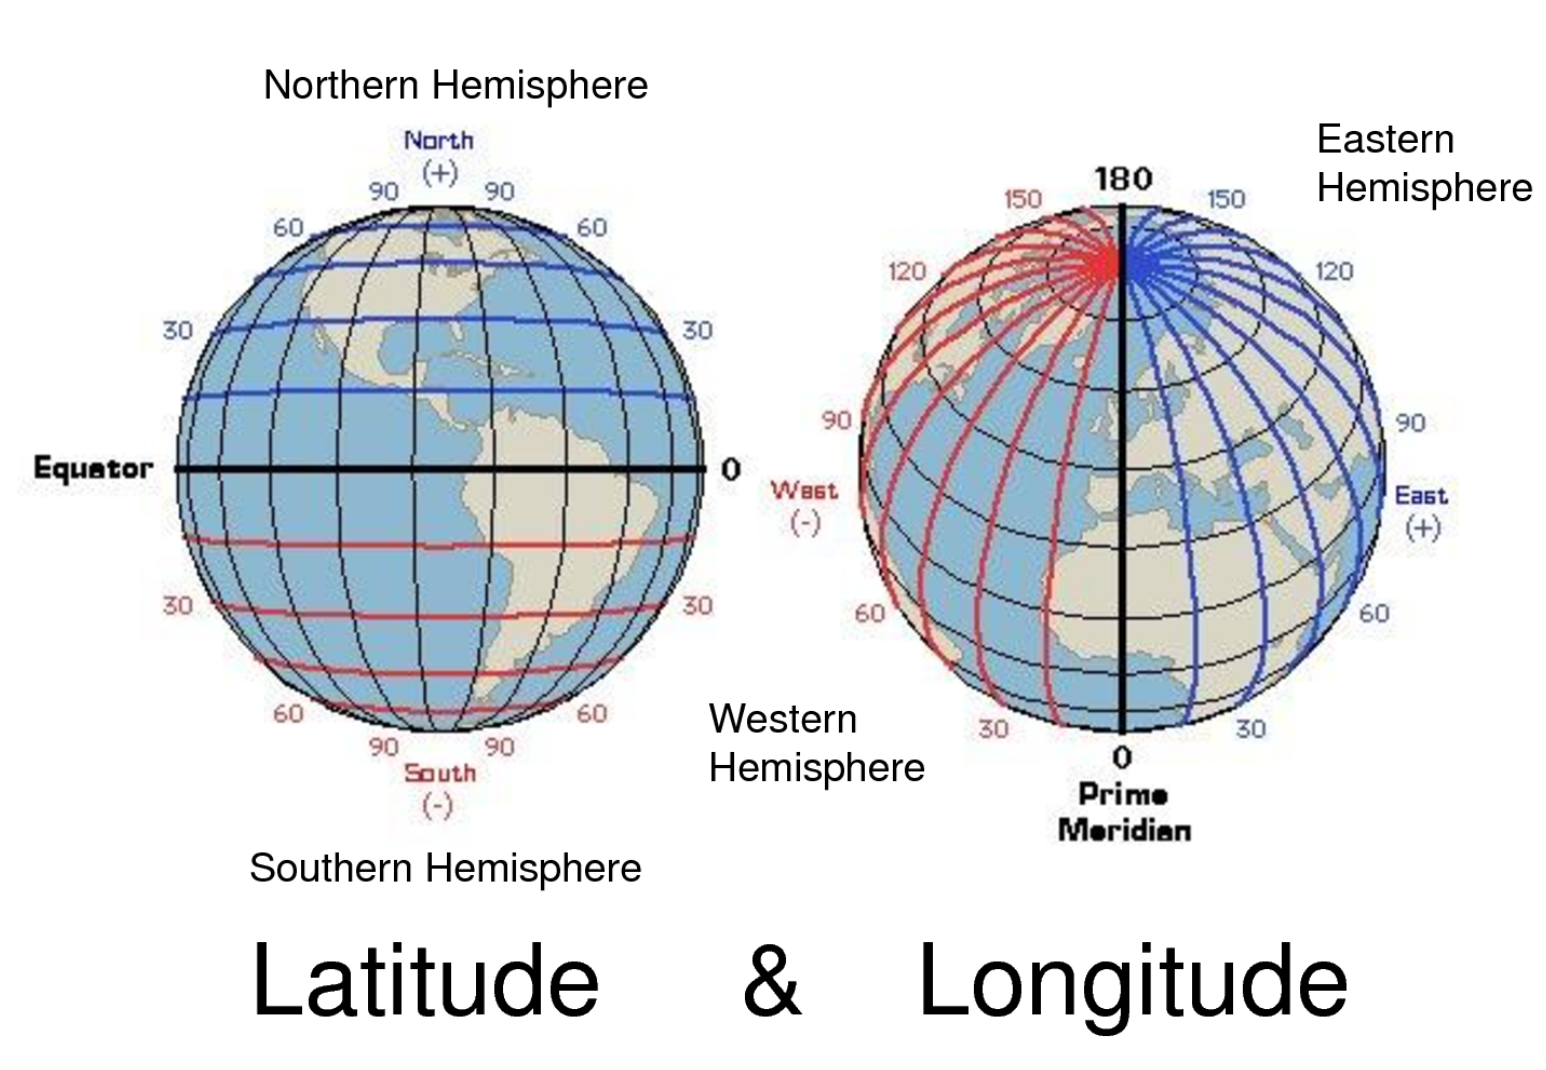 Northern Hemisphere
North
(+)
90 90
60 60
30 30
Equator 0
30 30
60 60
90 90
South
(-)
Southern Hemisphere
Eastern
Hemisphere
180
150 150
120 120
90 90
West East
(-) (+)
60 60
30 30
0
Prime
Meridian
Western
Hemisphere
Latitude & Longitude